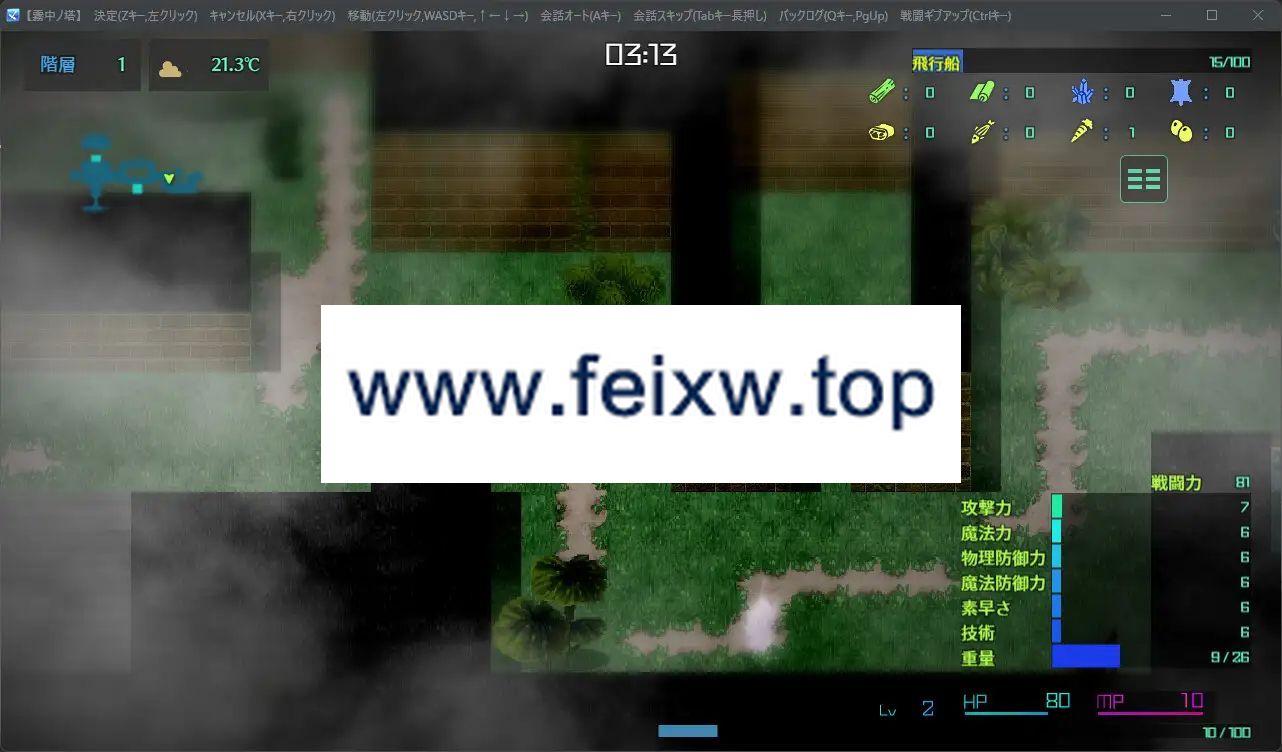 【霧中ノ塔】 決定(Zキー,左クリック) キャンセル(Xキー,右クリック) 移動(左クリック,WASDキー,↑←↓→) 会話オート(Aキー) 会話スキップ(Tabキー長押し) バックログ(Qキー,PgUp) 戦闘ギブアップ(Ctrlキー)
階層 1 21.3℃
03:13
飛行船 15/100
: 0 : 0 : 0 : 0
: 0 : 0 : 1 : 0
www.feixw.top
戦闘力 81
攻撃力 7
魔法力 6
物理防御力 6
魔法防御力 6
素早さ 6
技術 6
重量 9/26
Lv 2 HP 80 MP 10
10/100